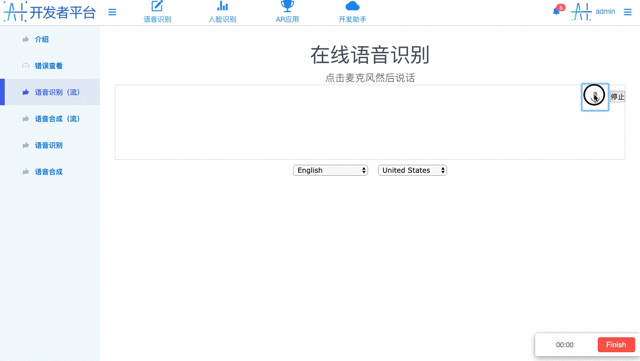 AI 开发者平台
语音识别
人脸识别
AR应用
开发助手
admin
介绍
错误查看
语音识别（流）
语音合成（流）
语音识别
语音合成
在线语音识别
点击麦克风然后说话
停止
English
United States
00:00
Finish